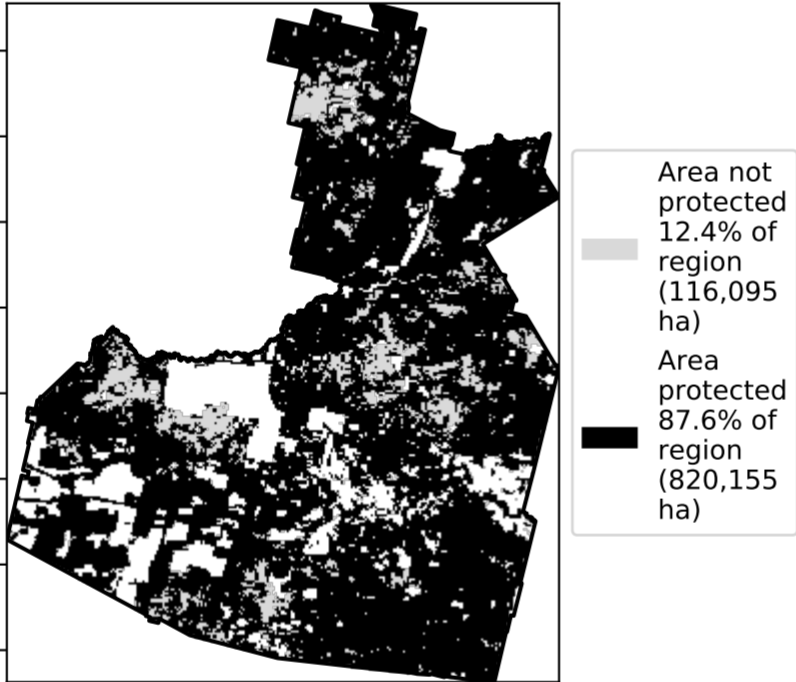 Area not
protected
12.4% of
region
(116,095
ha)
Area
protected
87.6% of
region
(820,155
ha)